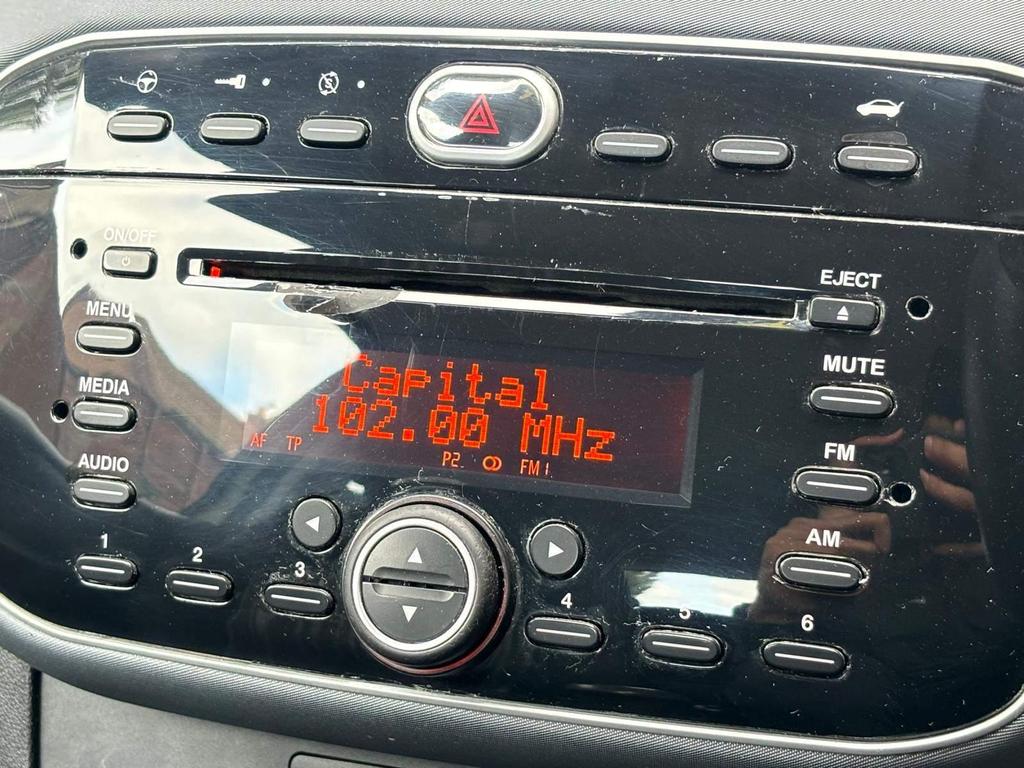 ON/OFF
EJECT
MENU
MUTE
MEDIA
Capital
102.00 MHz
AF TP
P2 FM1
AUDIO
FM
AM
1
2
3
4
5
6